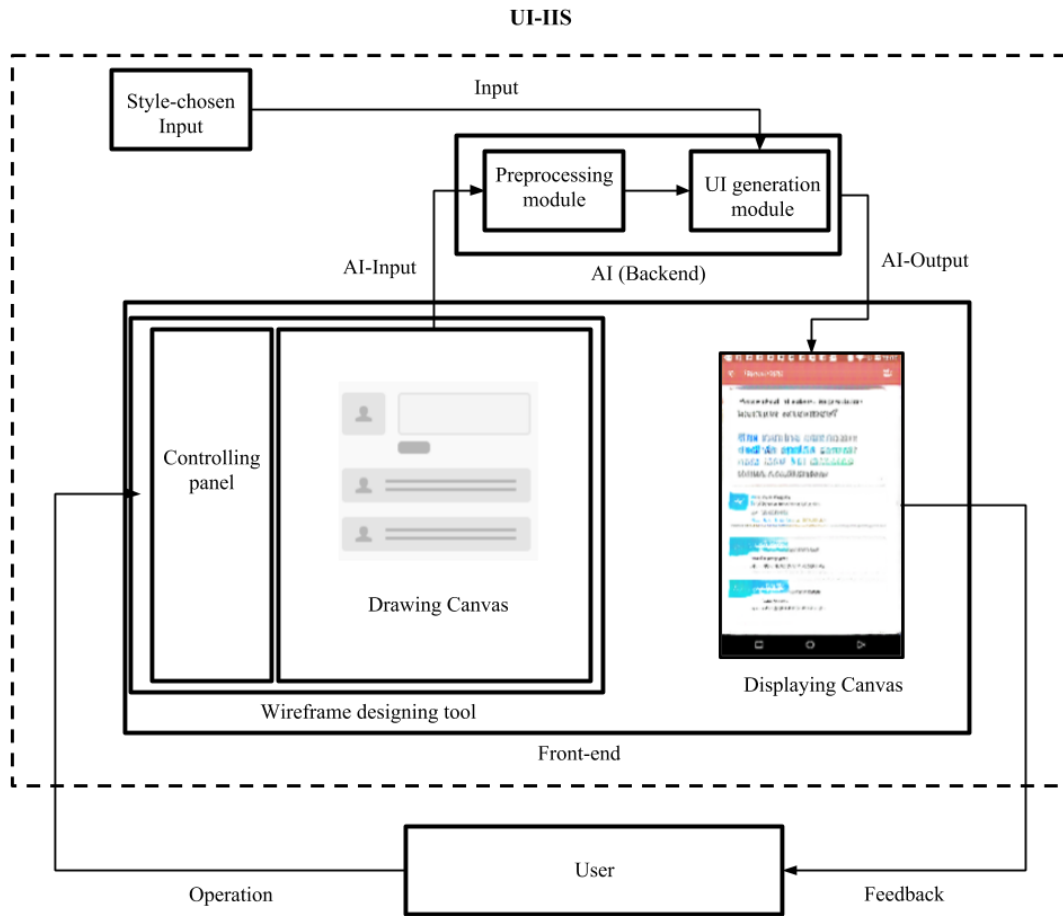 UI-IIS
Style-chosen
Input
Input
Preprocessing
module
UI generation
module
AI-Input
AI (Backend)
AI-Output
Controlling
panel
Drawing Canvas
Displaying Canvas
Wireframe designing tool
Front-end
User
Operation
Feedback